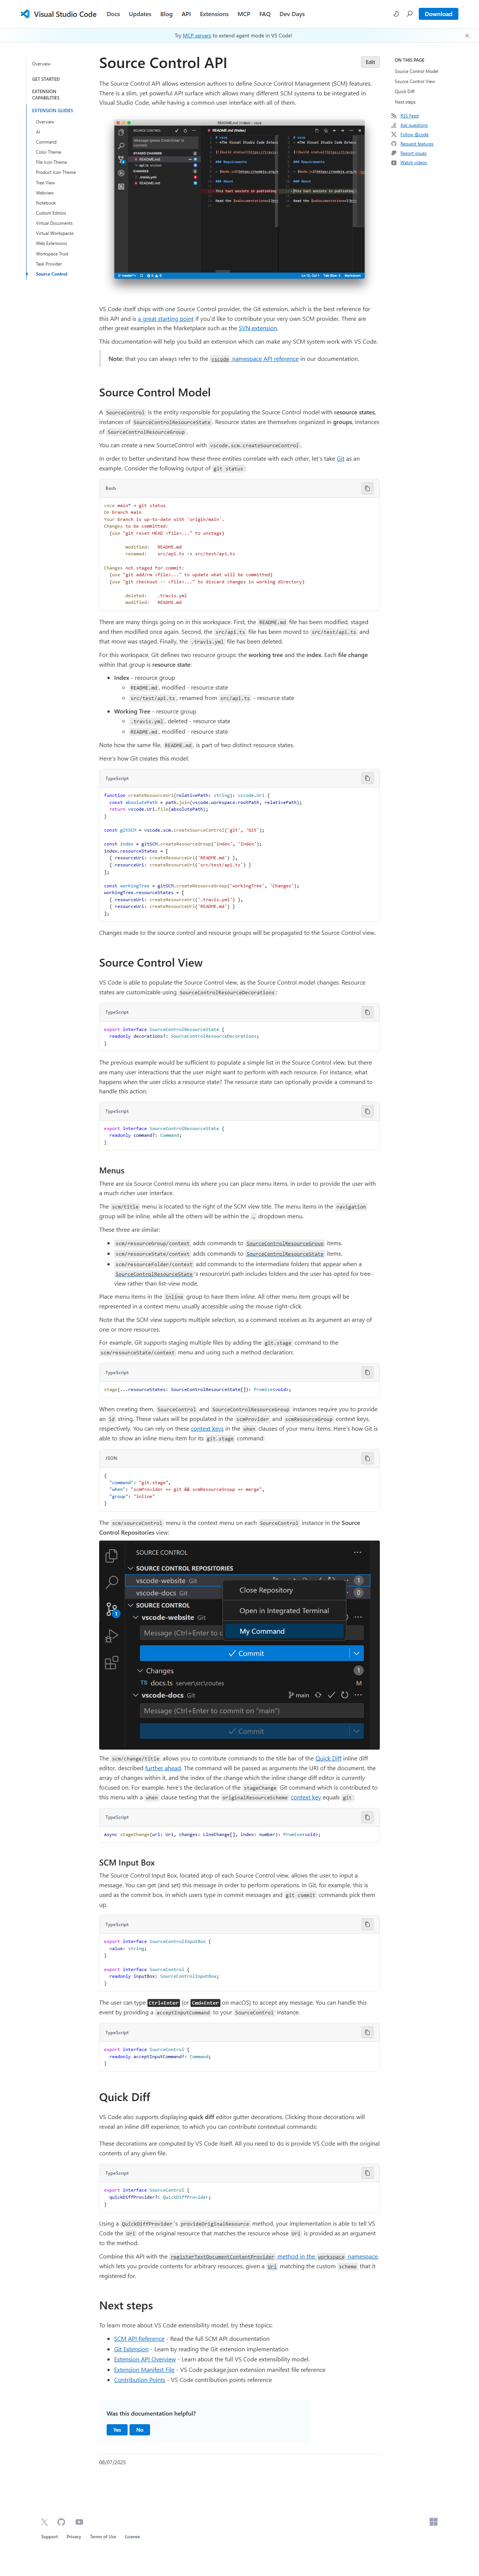 Visual Studio Code
Docs Updates Blog API Extensions MCP FAQ Dev Days
Download
Try MCP servers to extend agent mode in VS Code!
Overview
GET STARTED
EXTENSION
CAPABILITIES
EXTENSION GUIDES
Overview
AI
Command
Color Theme
File Icon Theme
Product Icon Theme
Tree View
Webview
Notebook
Custom Editors
Virtual Documents
Virtual Workspaces
Web Extensions
Workspace Trust
Task Provider
Source Control
ON THIS PAGE
Source Control Model
Source Control View
Quick Diff
Next steps
RSS Feed
Ask questions
Follow @code
Request features
Report issues
Watch videos
Source Control API
Edit
The Source Control API allows extension authors to define Source Control Management (SCM) features.
There is a slim, yet powerful API surface which allows many different SCM systems to be integrated in
Visual Studio Code, while having a common user interface with all of them.
VS Code itself ships with one Source Control provider, the Git extension, which is the best reference for
this API and is a great starting point if you'd like to contribute your very own SCM provider. There are
other great examples in the Marketplace such as the SVN extension.
This documentation will help you build an extension which can make any SCM system work with VS Code.
Note: that you can always refer to the vscode namespace API reference in our documentation.
Source Control Model
A SourceControl is the entity responsible for populating the Source Control model with resource states,
instances of SourceControlResourceState. Resource states are themselves organized in groups, instances
of SourceControlResourceGroup.
You can create a new SourceControl with vscode.scm.createSourceControl.
In order to better understand how these three entities correlate with each other, let's take Git as an
example. Consider the following output of git status:
Bash
vsce main* → git status
On branch main
Your branch is up-to-date with 'origin/main'.
Changes to be committed:
(use "git reset HEAD <file>..." to unstage)
modified: README.md
renamed: src/api.ts -> src/test/api.ts
Changes not staged for commit:
(use "git add/rm <file>..." to update what will be committed)
(use "git checkout -- <file>..." to discard changes in working directory)
deleted: .travis.yml
modified: README.md
There are many things going on in this workspace. First, the README.md file has been modified, staged
and then modified once again. Second, the src/api.ts file has been moved to src/test/api.ts and
that move was staged. Finally, the .travis.yml file has been deleted.
For this workspace, Git defines two resource groups: the working tree and the index. Each file change
within that group is resource state:
Index - resource group
README.md, modified - resource state
src/test/api.ts, renamed from src/api.ts - resource state
Working Tree - resource group
.travis.yml, deleted - resource state
README.md, modified - resource state
Note how the same file, README.md, is part of two distinct resource states.
Here's how Git creates this model:
TypeScript
function createResourceUri(relativePath: string): vscode.Uri {
const absolutePath = path.join(vscode.workspace.rootPath, relativePath);
return vscode.Uri.file(absolutePath);
}
const gitSCM = vscode.scm.createSourceControl('git', 'Git');
const index = gitSCM.createResourceGroup('index', 'Index');
index.resourceStates = [
{ resourceUri: createResourceUri('README.md') },
{ resourceUri: createResourceUri('src/test/api.ts') }
];
const workingTree = gitSCM.createResourceGroup('workingTree', 'Changes');
workingTree.resourceStates = [
{ resourceUri: createResourceUri('.travis.yml') },
{ resourceUri: createResourceUri('README.md') }
];
Changes made to the source control and resource groups will be propagated to the Source Control view.
Source Control View
VS Code is able to populate the Source Control view, as the Source Control model changes. Resource
states are customizable using SourceControlResourceDecorations:
TypeScript
export interface SourceControlResourceState {
readonly decorations?: SourceControlResourceDecorations;
}
The previous example would be sufficient to populate a simple list in the Source Control view, but there
are many user interactions that the user might want to perform with each resource. For instance, what
happens when the user clicks a resource state? The resource state can optionally provide a command to
handle this action:
TypeScript
export interface SourceControlResourceState {
readonly command?: Command;
}
Menus
There are six Source Control menu ids where you can place menu items, in order to provide the user with
a much richer user interface.
The scm/title menu is located to the right of the SCM view title. The menu items in the navigation
group will be inline, while all the others will be within the … dropdown menu.
These three are similar:
scm/resourceGroup/context adds commands to SourceControlResourceGroup items.
scm/resourceState/context adds commands to SourceControlResourceState items.
scm/resourceFolder/context add commands to the intermediate folders that appear when a
SourceControlResourceState's resourceUri path includes folders and the user has opted for tree-
view rather than list-view mode.
Place menu items in the inline group to have them inline. All other menu item groups will be
represented in a context menu usually accessible using the mouse right-click.
Note that the SCM view supports multiple selection, so a command receives as its argument an array of
one or more resources.
For example, Git supports staging multiple files by adding the git.stage command to the
scm/resourceState/context menu and using such a method declaration:
TypeScript
stage(...resourceStates: SourceControlResourceState[]): Promise<void>;
When creating them, SourceControl and SourceControlResourceGroup instances require you to provide
an id string. These values will be populated in the scmProvider and scmResourceGroup context keys,
respectively. You can rely on these context keys in the when clauses of your menu items. Here's how Git is
able to show an inline menu item for its git.stage command:
JSON
{
"command": "git.stage",
"when": "scmProvider == git && scmResourceGroup == merge",
"group": "inline"
}
The scm/sourceControl menu is the context menu on each SourceControl instance in the Source
Control Repositories view:
SOURCE CONTROL
SOURCE CONTROL REPOSITORIES
vscode-website Git
vscode-docs Git
Close Repository
Open in Integrated Terminal
My Command
SOURCE CONTROL
vscode-website Git
Message (Ctrl+Enter to c
Commit
Changes
docs.ts server\src\routes
vscode-docs Git
main
Message (Ctrl+Enter to commit on "main")
Commit
The scm/change/title allows you to contribute commands to the title bar of the Quick Diff inline diff
editor, described further ahead. The command will be passed as arguments the URI of the document, the
array of changes within it, and the index of the change which the inline change diff editor is currently
focused on. For example, here's the declaration of the stageChange Git command which is contributed to
this menu with a when clause testing that the originalResourceScheme context key equals git:
TypeScript
async stageChange(uri: Uri, changes: LineChange[], index: number): Promise<void>;
SCM Input Box
The Source Control Input Box, located atop of each Source Control view, allows the user to input a
message. You can get (and set) this message in order to perform operations. In Git, for example, this is
used as the commit box, in which users type in commit messages and git commit commands pick them
up.
TypeScript
export interface SourceControlInputBox {
value: string;
}
export interface SourceControl {
readonly inputBox: SourceControlInputBox;
}
The user can type Ctrl+Enter (or Cmd+Enter on macOS) to accept any message. You can handle this
event by providing a acceptInputCommand to your SourceControl instance.
TypeScript
export interface SourceControl {
readonly acceptInputCommand?: Command;
}
Quick Diff
VS Code also supports displaying quick diff editor gutter decorations. Clicking those decorations will
reveal an inline diff experience, to which you can contribute contextual commands:
These decorations are computed by VS Code itself. All you need to do is provide VS Code with the original
contents of any given file.
TypeScript
export interface SourceControl {
quickDiffProvider?: QuickDiffProvider;
}
Using a QuickDiffProvider's provideOriginalResource method, your implementation is able to tell VS
Code the Uri of the original resource that matches the resource whose Uri is provided as an argument
to the method.
Combine this API with the registerTextDocumentContentProvider method in the workspace namespace,
which lets you provide contents for arbitrary resources, given a Uri matching the custom scheme that it
registered for.
Next steps
To learn more about VS Code extensibility model, try these topics:
SCM API Reference - Read the full SCM API documentation
Git Extension - Learn by reading the Git extension implementation
Extension API Overview - Learn about the full VS Code extensibility model.
Extension Manifest File - VS Code package.json extension manifest file reference
Contribution Points - VS Code contribution points reference
Was this documentation helpful?
Yes No
08/07/2025
Support Privacy Terms of Use License